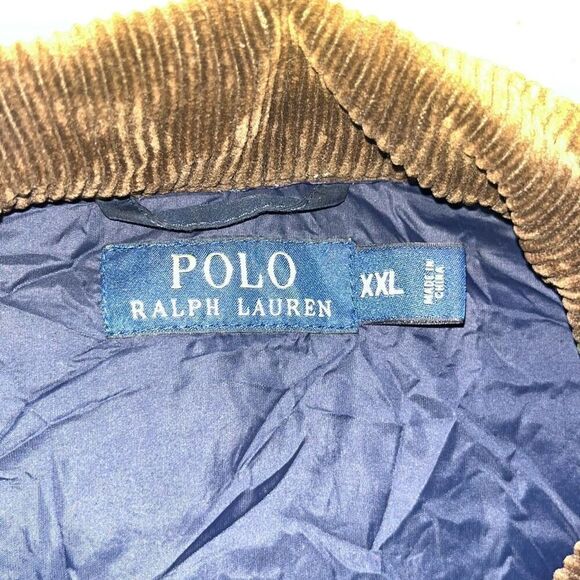 POLO
RALPH LAUREN
XXL
MADE IN
CHINA